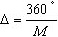 Δ = 360° / M